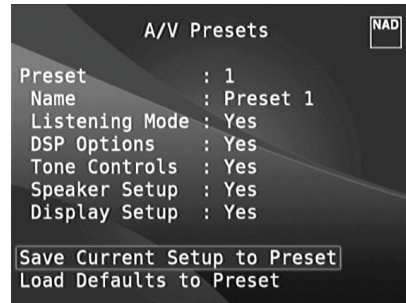 A/V Presets
NAD
Preset : 1
Name : Preset 1
Listening Mode : Yes
DSP Options : Yes
Tone Controls : Yes
Speaker Setup : Yes
Display Setup : Yes
Save Current Setup to Preset
Load Defaults to Preset